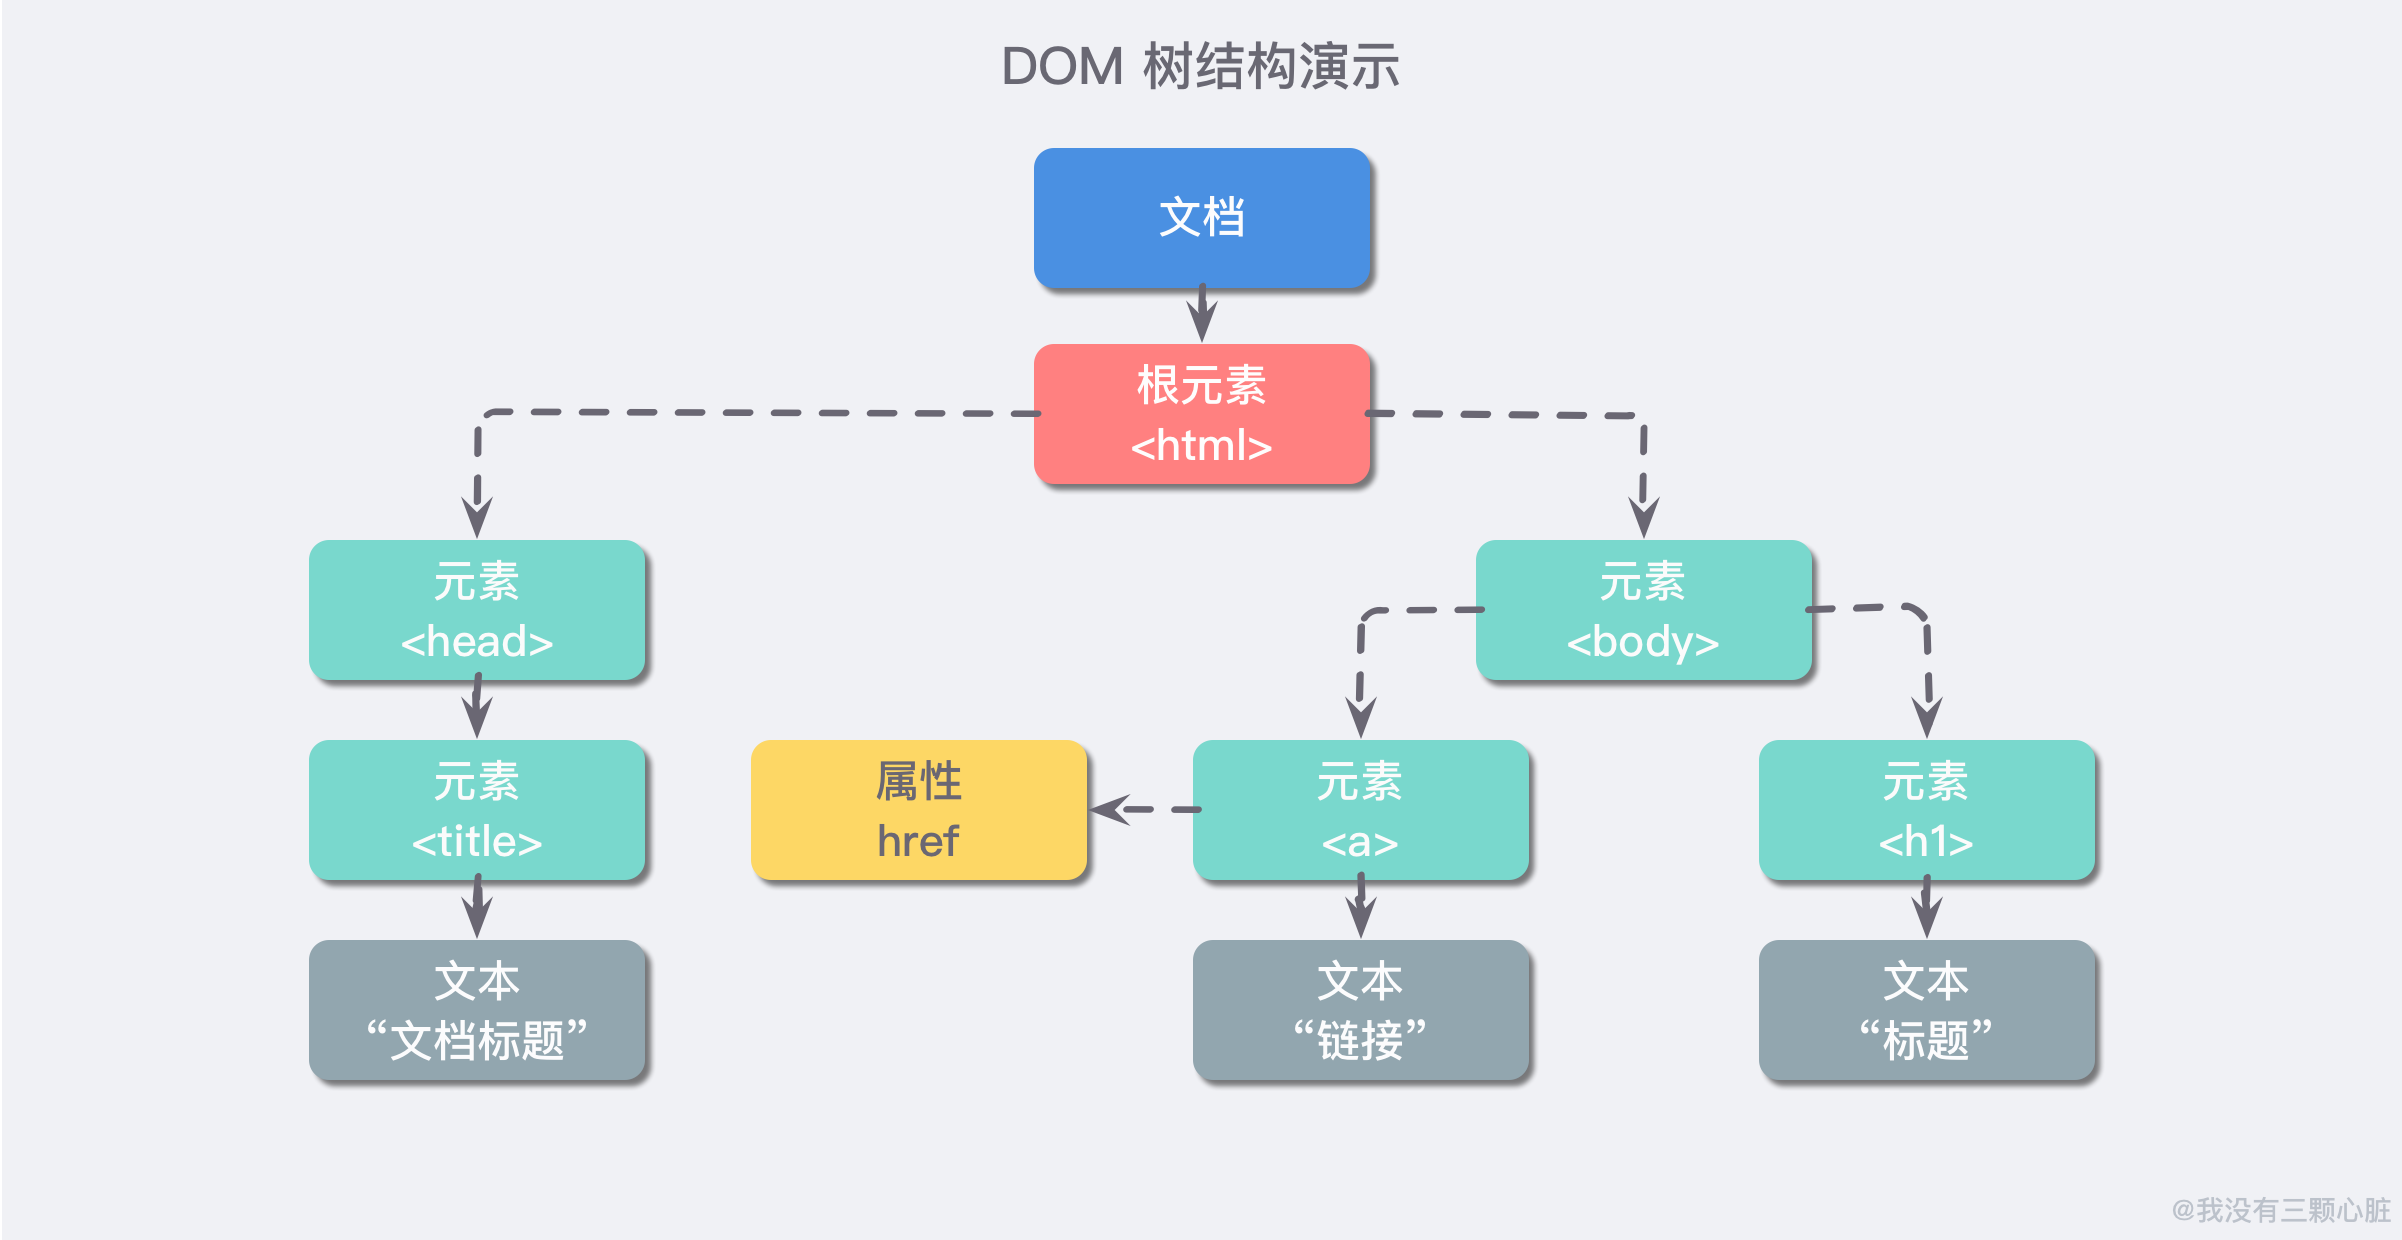 DOM 树结构演示
文档
根元素
<html>
元素
<head>
元素
<body>
元素
<title>
属性
href
元素
<a>
元素
<h1>
文本
“文档标题”
文本
“链接”
文本
“标题”
@我没有三颗心脏